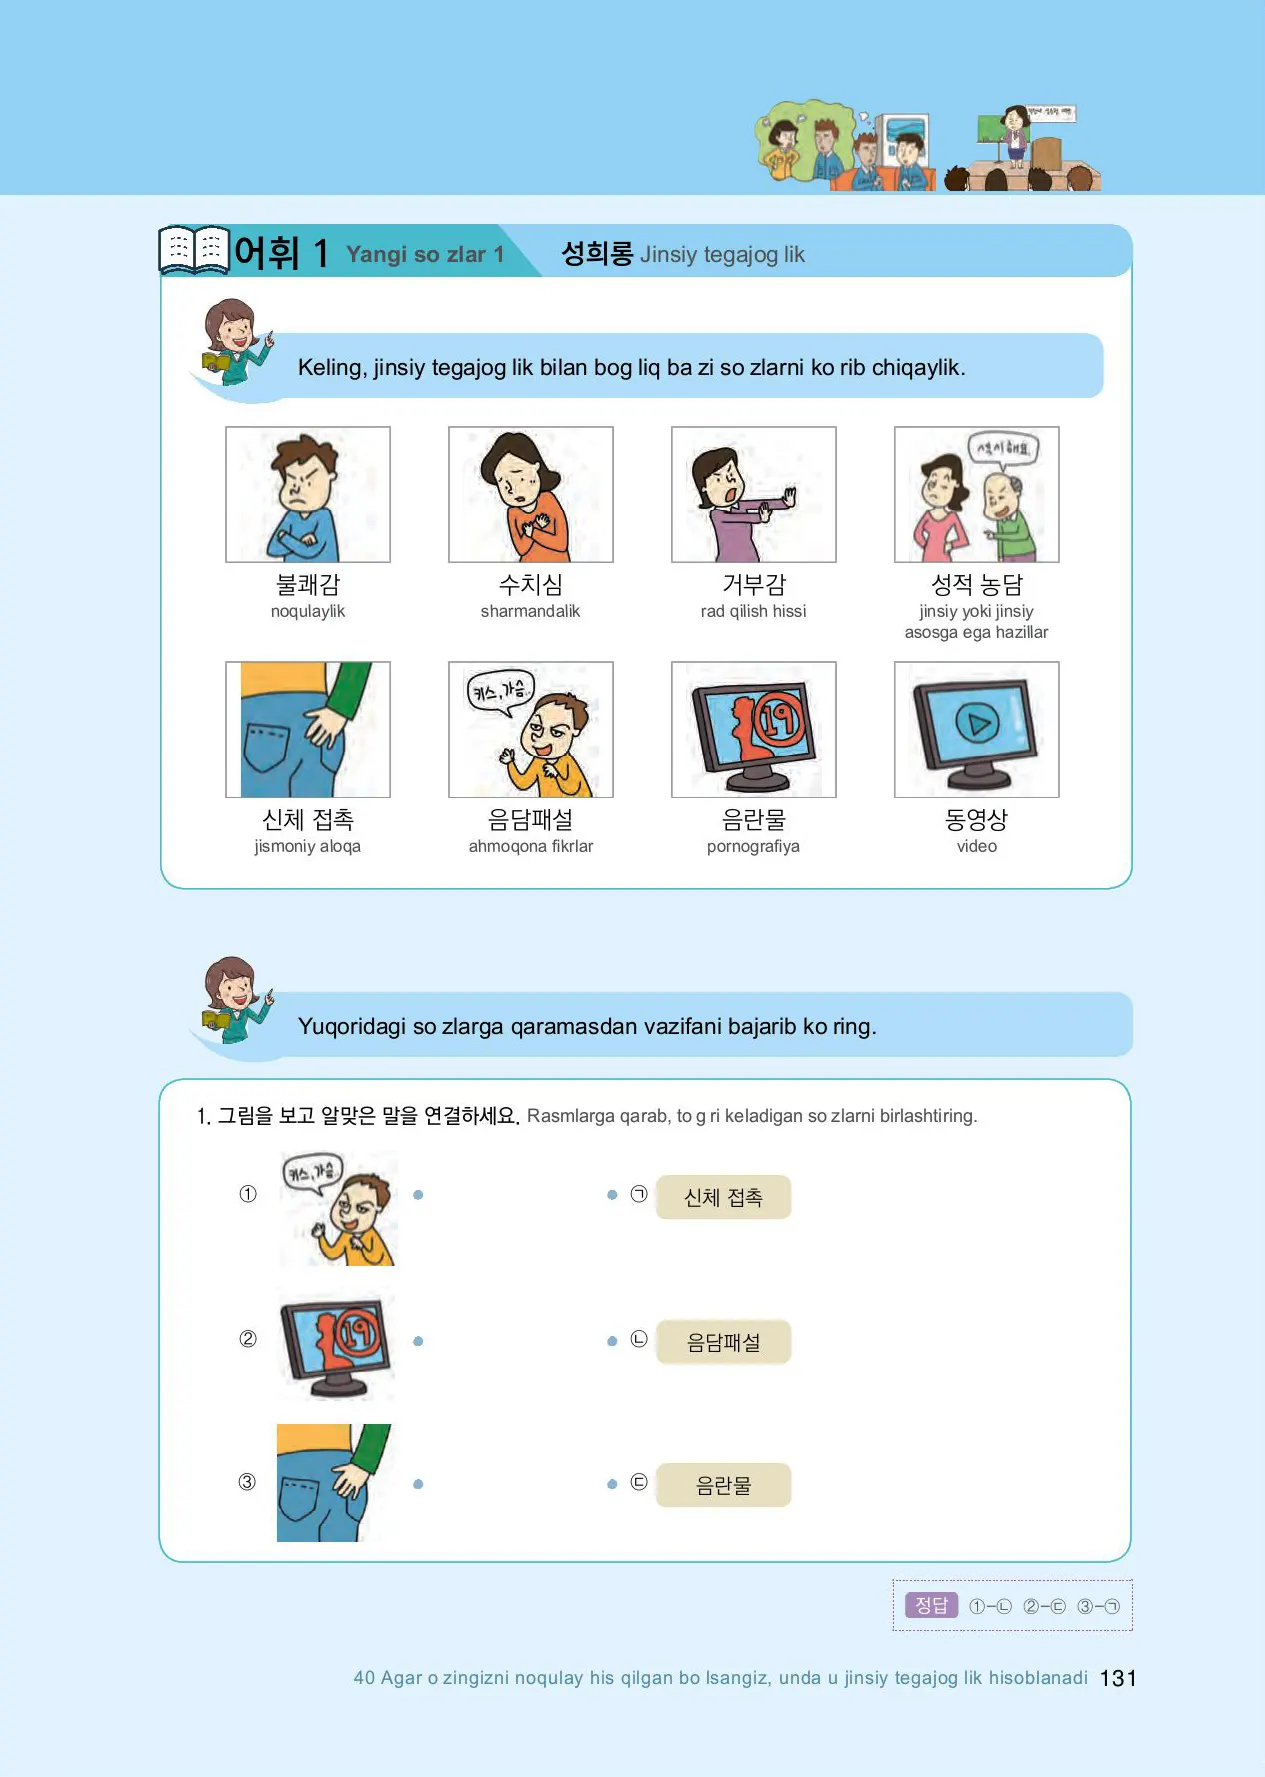 어휘 1 Yangi so zlar 1 성희롱 Jinsiy tegajog lik
Keling, jinsiy tegajog lik bilan bog liq ba zi so zlarni ko rib chiqaylik.
섹시해요.
불쾌감 수치심 거부감 성적 농담
noqulaylik sharmandalik rad qilish hissi jinsiy yoki jinsiy
asosga ega hazillar
키스, 가슴
19
신체 접촉 음담패설 음란물 동영상
jismoniy aloqa ahmoqona fikrlar pornografiya video
Yuqoridagi so zlarga qaramasdan vazifani bajarib ko ring.
1. 그림을 보고 알맞은 말을 연결하세요. Rasmlarga qarab, to g ri keladigan so zlarni birlashtiring.
키스, 가슴
① ㉠ 신체 접촉
19
② ㉡ 음담패설
③ ㉢ 음란물
정답 ①-㉡ ②-㉢ ③-㉠
40 Agar o zingizni noqulay his qilgan bo lsangiz, unda u jinsiy tegajog lik hisoblanadi 131